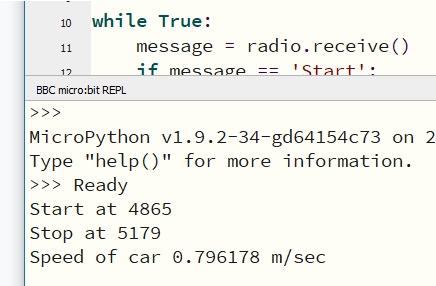 10 while True:
11 message = radio.receive()
12 if message == 'Start':
BBC micro:bit REPL
>>>
MicroPython v1.9.2-34-gd64154c73 on 2
Type "help()" for more information.
>>> Ready
Start at 4865
Stop at 5179
Speed of car 0.796178 m/sec